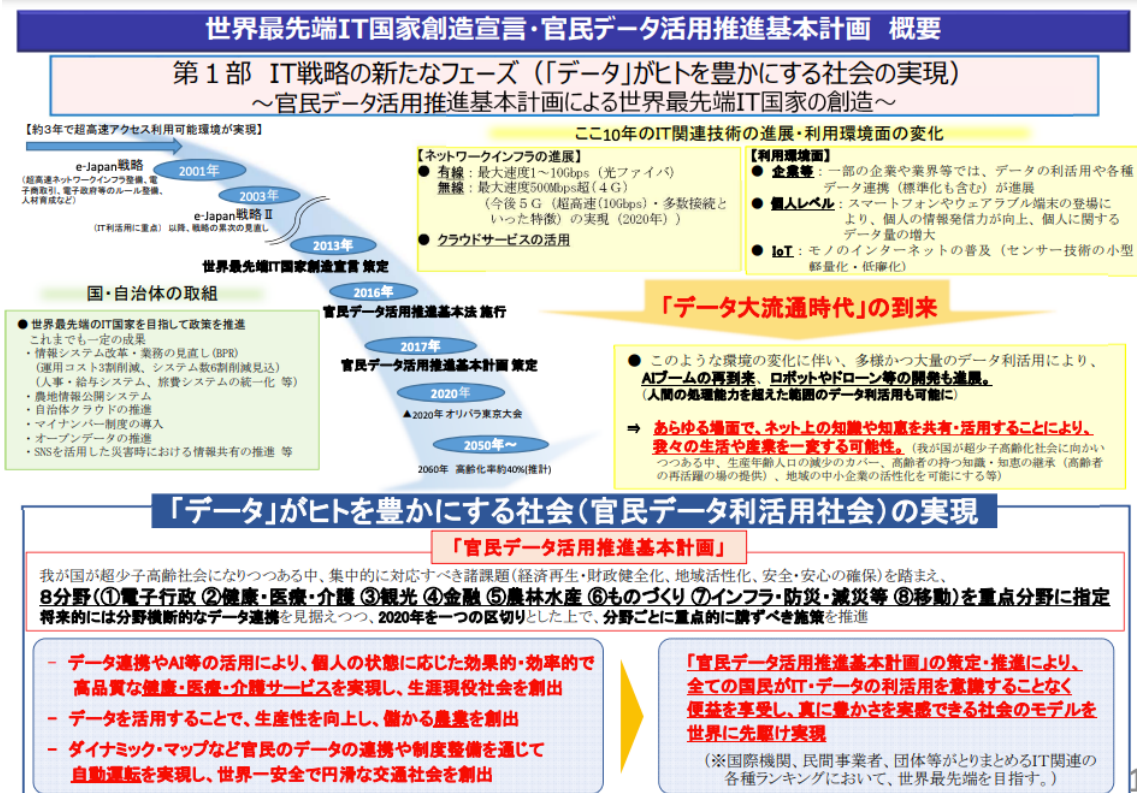 世界最先端IT国家創造宣言・官民データ活用推進基本計画 概要
第１部 IT戦略の新たなフェーズ（「データ」がヒトを豊かにする社会の実現）
～官民データ活用推進基本計画による世界最先端IT国家の創造～
【約３年で超高速アクセス利用可能環境が実現】
e-Japan戦略
（超高速ネットワークインフラ整備、電
子商取引、電子政府等のルール整備、
人材育成など）
2001年
2003年
e-Japan戦略Ⅱ
（IT利活用に重点）以降、戦略の累次の見直し
2013年
世界最先端IT国家創造宣言 策定
2016年
官民データ活用推進基本法 施行
2017年
官民データ活用推進基本計画 策定
2020年
▲2020年 オリパラ東京大会
2050年～
2060年 高齢化率約40%(推計)
国・自治体の取組
● 世界最先端のIT国家を目指して政策を推進
これまでも一定の成果
・情報システム改革・業務の見直し(BPR)
（運用コスト3割削減、システム数6割削減見込）
（人事・給与システム、旅費システムの統一化 等）
・農地情報公開システム
・自治体クラウドの推進
・マイナンバー制度の導入
・オープンデータの推進
・SNSを活用した災害時における情報共有の推進 等
ここ10年のIT関連技術の進展・利用環境面の変化
【ネットワークインフラの進展】
● 有線：最大速度1～10Gbps（光ファイバ）
無線：最大速度500Mbps超（４G）
（今後５G（超高速（10Gbps）・多数接続と
いった特徴）の実現（2020年））
● クラウドサービスの活用
【利用環境面】
● 企業等：一部の企業や業界等では、データの利活用や各種
データ連携（標準化も含む）が進展
● 個人レベル：スマートフォンやウェアラブル端末の登場に
より、個人の情報発信力が向上、個人に関する
データ量の増大
● IoT：モノのインターネットの普及（センサー技術の小型
軽量化・低廉化）
「データ大流通時代」の到来
● このような環境の変化に伴い、多様かつ大量のデータ利活用により、
AIブームの再到来、ロボットやドローン等の開発も進展。
（人間の処理能力を超えた範囲のデータ利活用も可能に）
⇒ あらゆる場面で、ネット上の知識や知恵を共有・活用することにより、
我々の生活や産業を一変する可能性。（我が国が超少子高齢化社会に向かい
つつある中、生産年齢人口の減少のカバー、高齢者の持つ知識・知恵の継承（高齢者
の再活躍の場の提供）、地域の中小企業の活性化を可能にする等）
「データ」がヒトを豊かにする社会（官民データ利活用社会）の実現
「官民データ活用推進基本計画」
我が国が超少子高齢社会になりつつある中、集中的に対応すべき諸課題（経済再生・財政健全化、地域活性化、安全・安心の確保）を踏まえ、
8分野（①電子行政 ②健康・医療・介護 ③観光 ④金融 ⑤農林水産 ⑥ものづくり ⑦インフラ・防災・減災等 ⑧移動）を重点分野に指定
将来的には分野横断的なデータ連携を見据えつつ、2020年を一つの区切りとした上で、分野ごとに重点的に講ずべき施策を推進
− データ連携やAI等の活用により、個人の状態に応じた効果的・効率的で
高品質な健康・医療・介護サービスを実現し、生涯現役社会を創出
− データを活用することで、生産性を向上し、儲かる農業を創出
− ダイナミック・マップなど官民のデータの連携や制度整備を通じて
自動運転を実現し、世界一安全で円滑な交通社会を創出
「官民データ活用推進基本計画」の策定・推進により、
全ての国民がIT・データの利活用を意識することなく
便益を享受し、真に豊かさを実感できる社会のモデルを
世界に先駆け実現
（※国際機関、民間事業者、団体等がとりまとめるIT関連の
各種ランキングにおいて、世界最先端を目指す。）
1